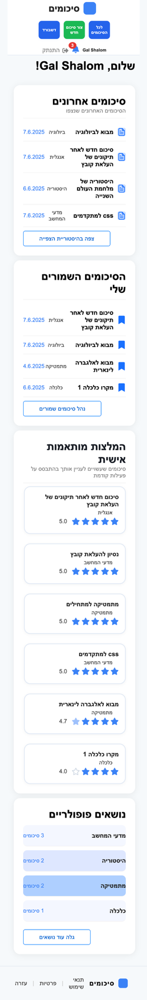 סיכומים
לכל
הסיכומים
צור סיכום
חדש
דשבורד
Gal Shalom
3
התנתק
שלום, Gal Shalom!
סיכומים אחרונים
הסיכומים האחרונים שנצפו
מבוא לביולוגיה ביולוגיה 7.6.2025
סיכום חדש לאחר
תיקונים של
העלאת קובץ
אנגלית 7.6.2025
היסטוריה של
מלחמת העולם
השנייה
היסטוריה 6.6.2025
css למתקדמים
מדעי
המחשב
7.6.2025
צפה בהיסטוריית הצפייה
הסיכומים השמורים
שלי
סיכום חדש לאחר
תיקונים של
העלאת קובץ
אנגלית 7.6.2025
מבוא לביולוגיה ביולוגיה 7.6.2025
מבוא לאלגברה
לינארית
מתמטיקה 4.6.2025
מקרו כלכלה 1 כלכלה 6.6.2025
נהל סיכומים שמורים
המלצות מותאמות
אישית
סיכומים שעשויים לעניין אותך בהתבסס על
פעילות קודמת
סיכום חדש לאחר תיקונים של
העלאת קובץ
אנגלית
5.0
נסיון להעלאת קובץ
מדעי המחשב
5.0
מתמטיקה למתחילים
מתמטיקה
5.0
css למתקדמים
מדעי המחשב
5.0
מבוא לאלגברה לינארית
מתמטיקה
4.7
מקרו כלכלה 1
כלכלה
4.0
נושאים פופולריים
מדעי המחשב 3 סיכומים
היסטוריה 2 סיכומים
מתמטיקה 2 סיכומים
כלכלה 1 סיכומים
גלה עוד נושאים
סיכומים
תנאי
שימוש
| פרטיות | עזרה